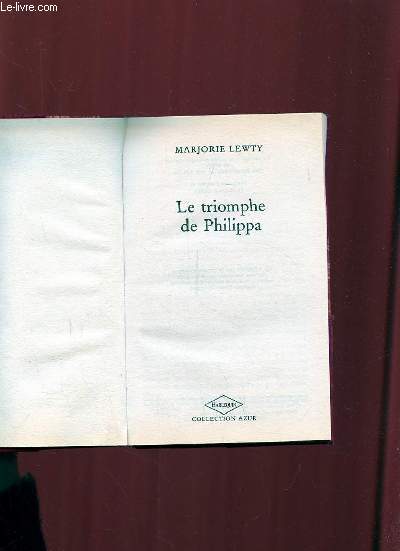 Le-livre.com
MARJORIE LEWTY
Le triomphe
de Philippa
HARLEQUIN
COLLECTION AZUR